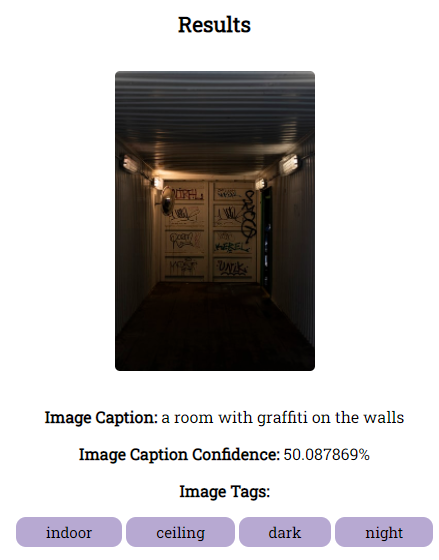 Results
Image Caption: a room with graffiti on the walls
Image Caption Confidence: 50.087869%
Image Tags:
indoor
ceiling
dark
night